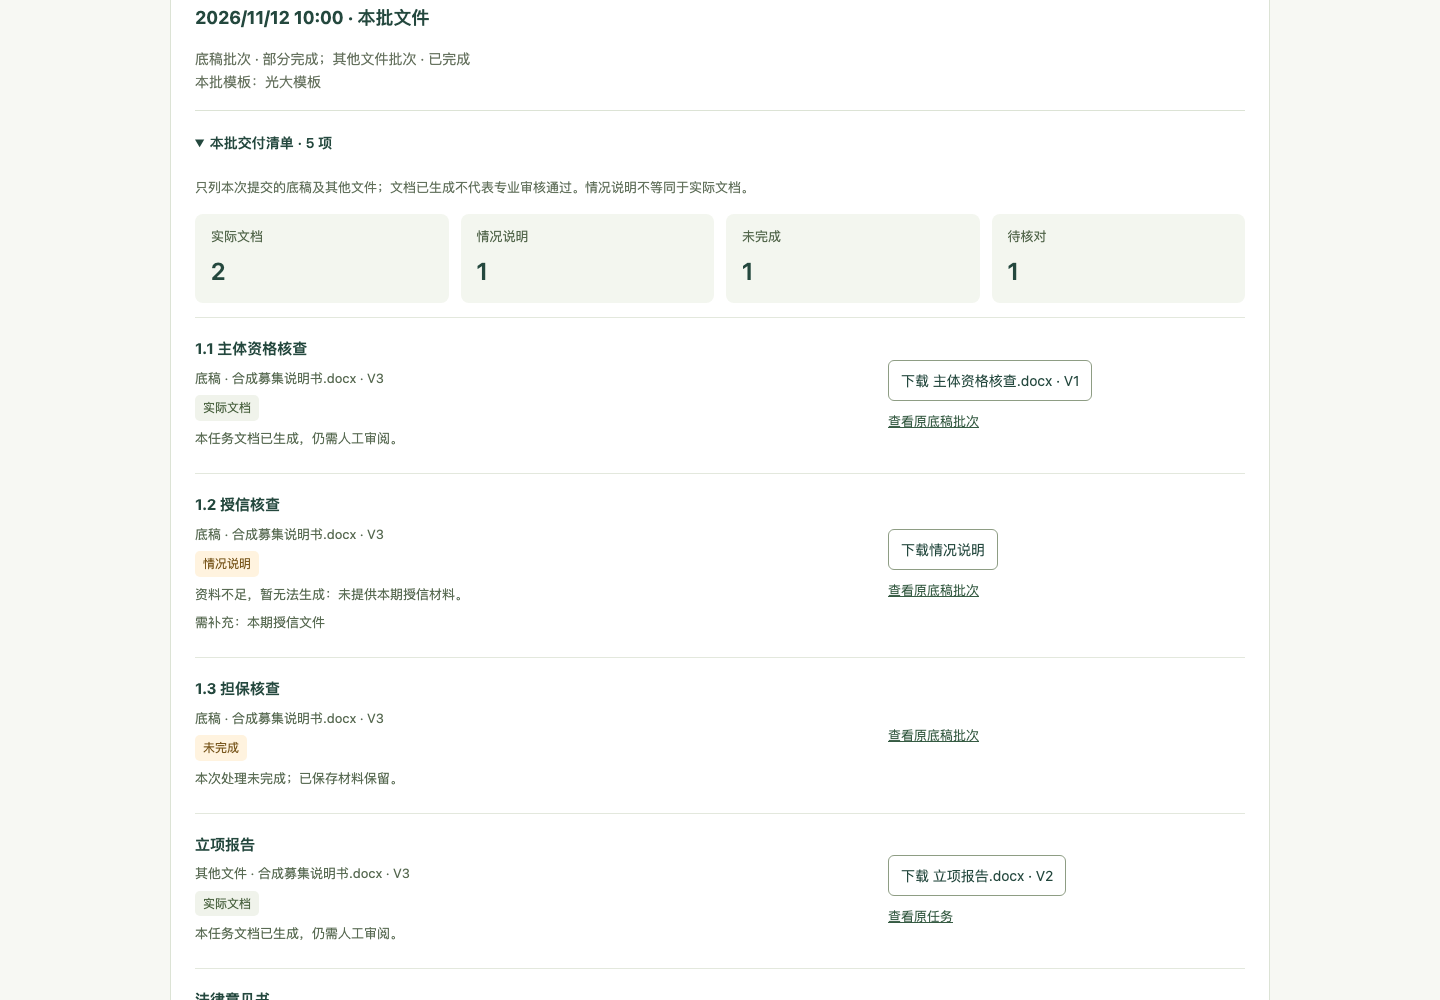 2026/11/12 10:00 · 本批文件
底稿批次 · 部分完成；其他文件批次 · 已完成
本批模板：光大模板
▼ 本批交付清单 · 5 项
只列本次提交的底稿及其他文件；文档已生成不代表专业审核通过。情况说明不等同于实际文档。
实际文档
2
情况说明
1
未完成
1
待核对
1
1.1 主体资格核查
底稿 · 合成募集说明书.docx · V3
实际文档
本任务文档已生成，仍需人工审阅。
下载 主体资格核查.docx · V1
查看原底稿批次
1.2 授信核查
底稿 · 合成募集说明书.docx · V3
情况说明
资料不足，暂无法生成：未提供本期授信材料。
需补充：本期授信文件
下载情况说明
查看原底稿批次
1.3 担保核查
底稿 · 合成募集说明书.docx · V3
未完成
本次处理未完成；已保存材料保留。
查看原底稿批次
立项报告
其他文件 · 合成募集说明书.docx · V3
实际文档
本任务文档已生成，仍需人工审阅。
下载 立项报告.docx · V2
查看原任务
法律意见书